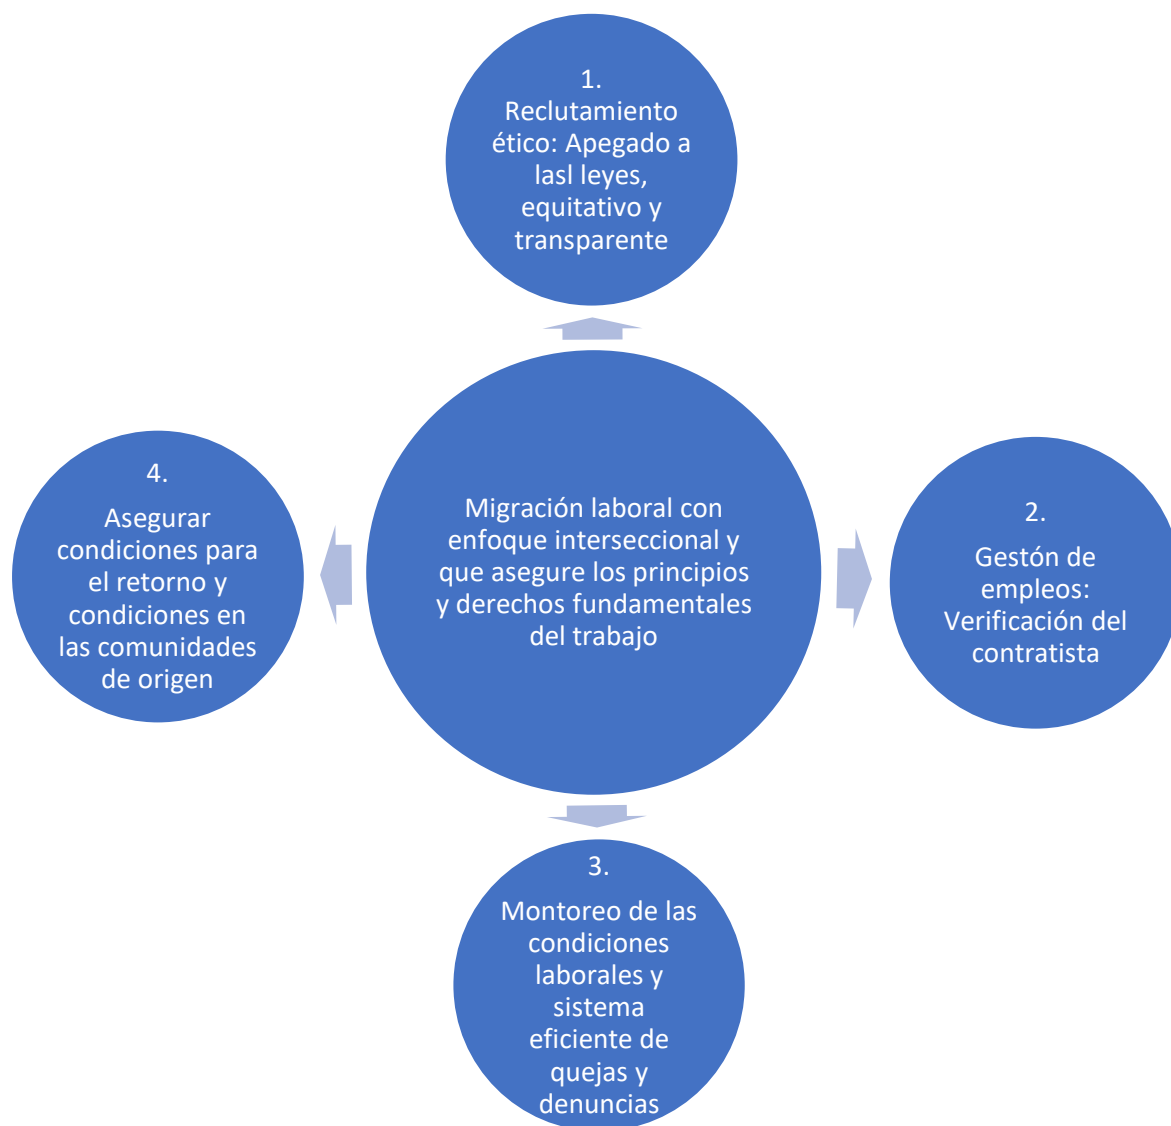 1.
Reclutamiento
ético: Apegado a
lasl leyes,
equitativo y
transparente
Migración laboral con
enfoque interseccional y
que asegure los principios
y derechos fundamentales
del trabajo
2.
Gestón de
empleos:
Verificación del
contratista
3.
Montoreo de las
condiciones
laborales y
sistema
eficiente de
quejas y
denuncias
4.
Asegurar
condiciones para
el retorno y
condiciones en
las comunidades
de origen